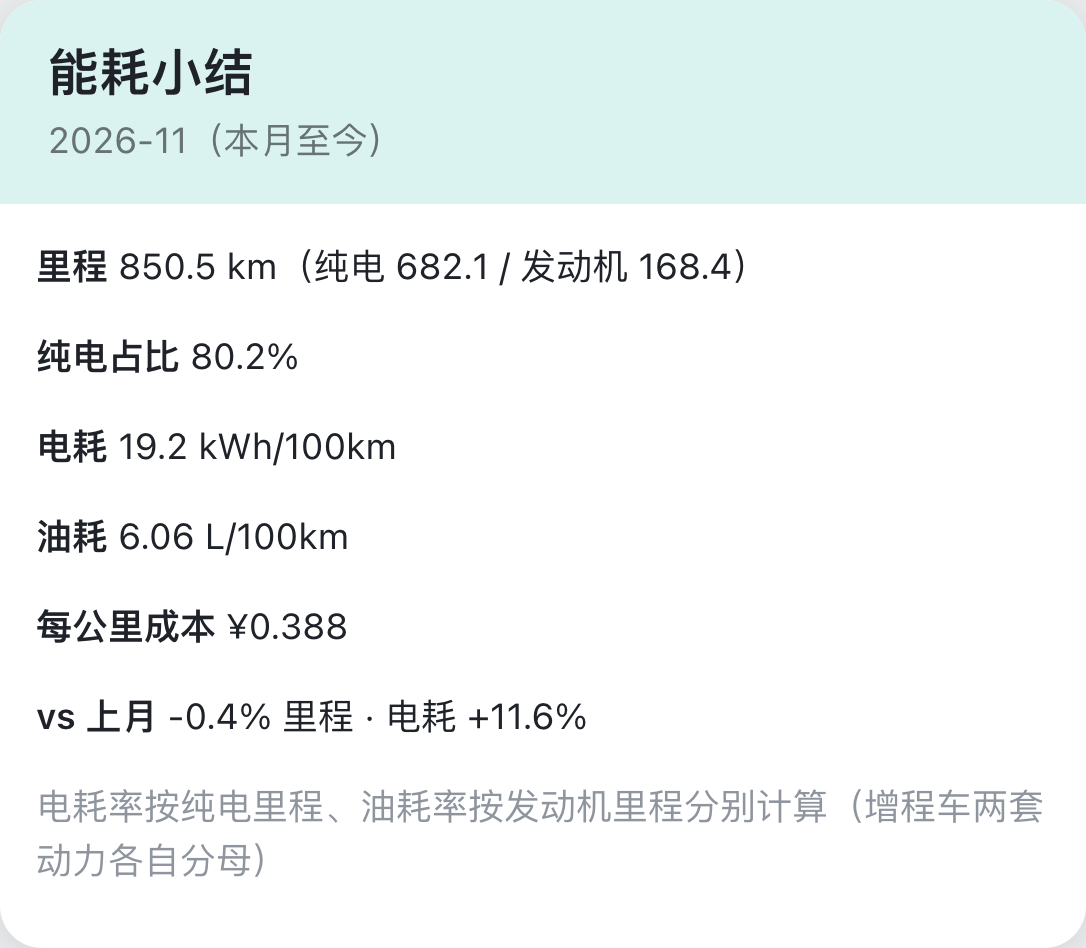 能耗小结
2026-11（本月至今）
里程 850.5 km（纯电 682.1 / 发动机 168.4）
纯电占比 80.2%
电耗 19.2 kWh/100km
油耗 6.06 L/100km
每公里成本 ¥0.388
vs 上月 -0.4% 里程 · 电耗 +11.6%
电耗率按纯电里程、油耗率按发动机里程分别计算（增程车两套
动力各自分母）